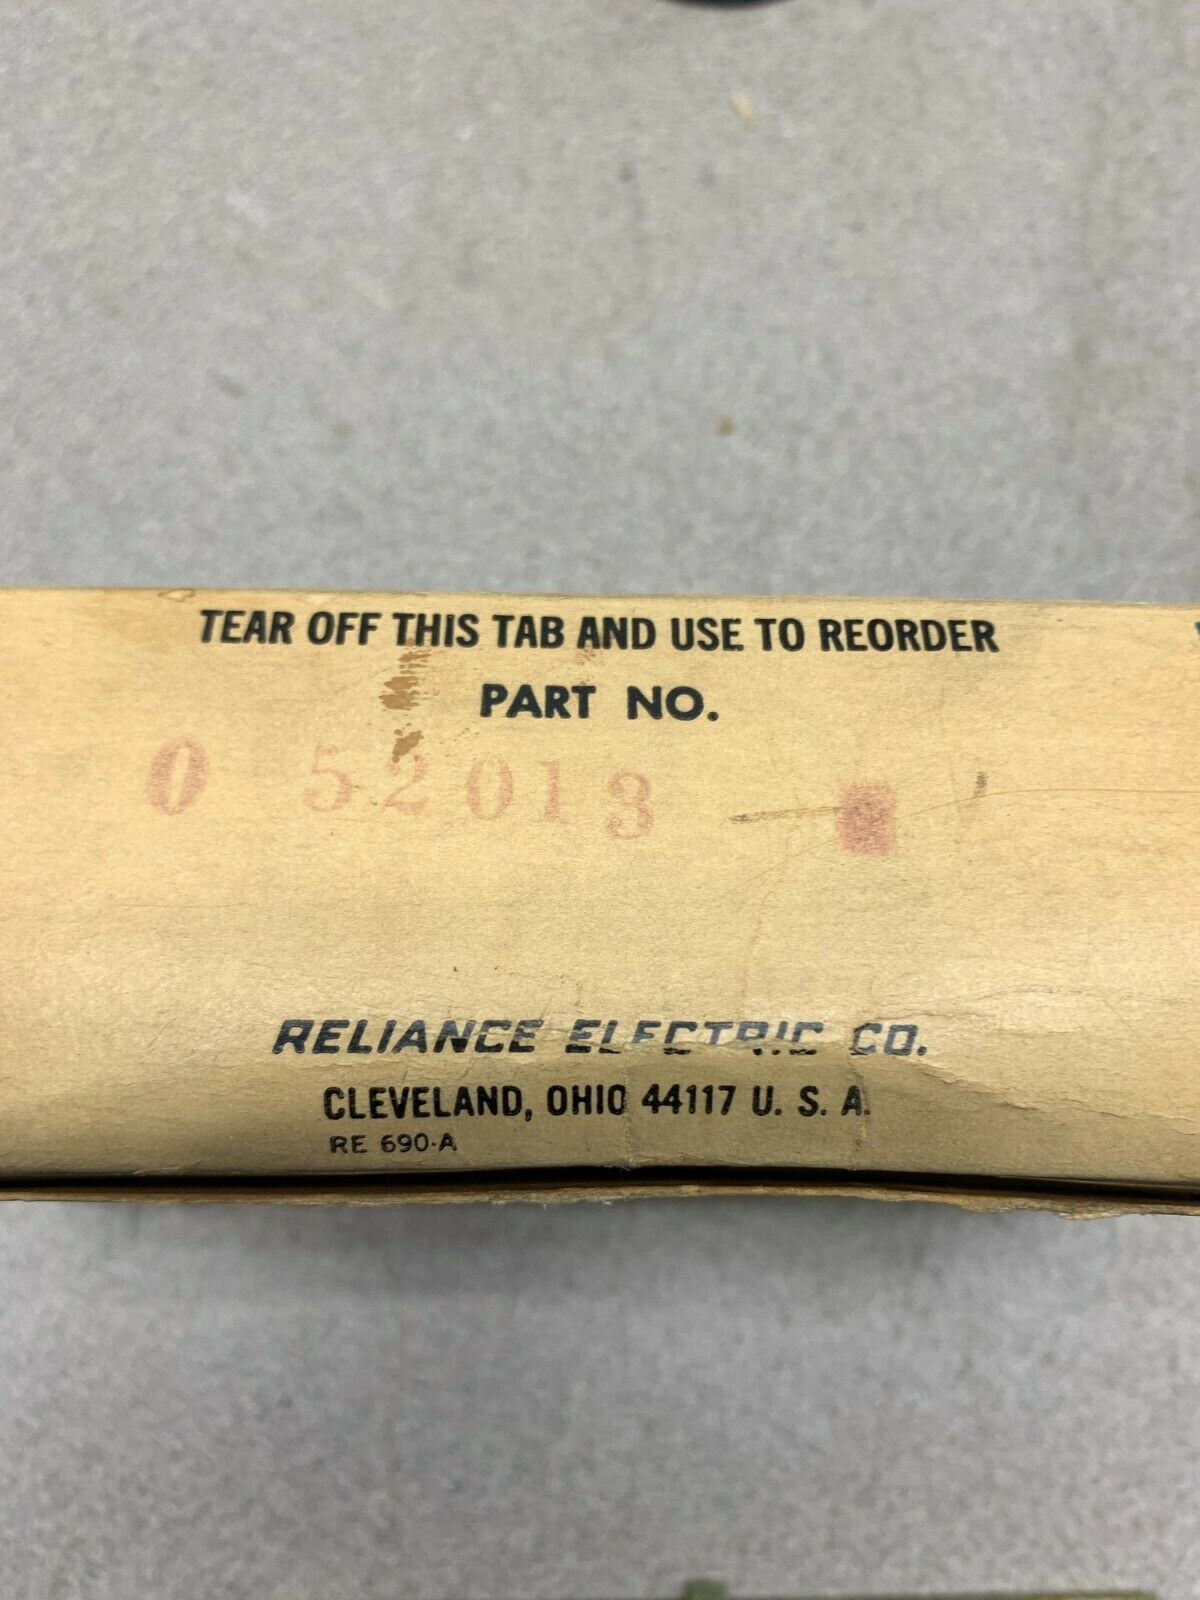 TEAR OFF THIS TAB AND USE TO REORDER
PART NO.
0 52013
RELIANCE ELECTRIC CO.
CLEVELAND, OHIO 44117 U. S. A.
RE 690-A